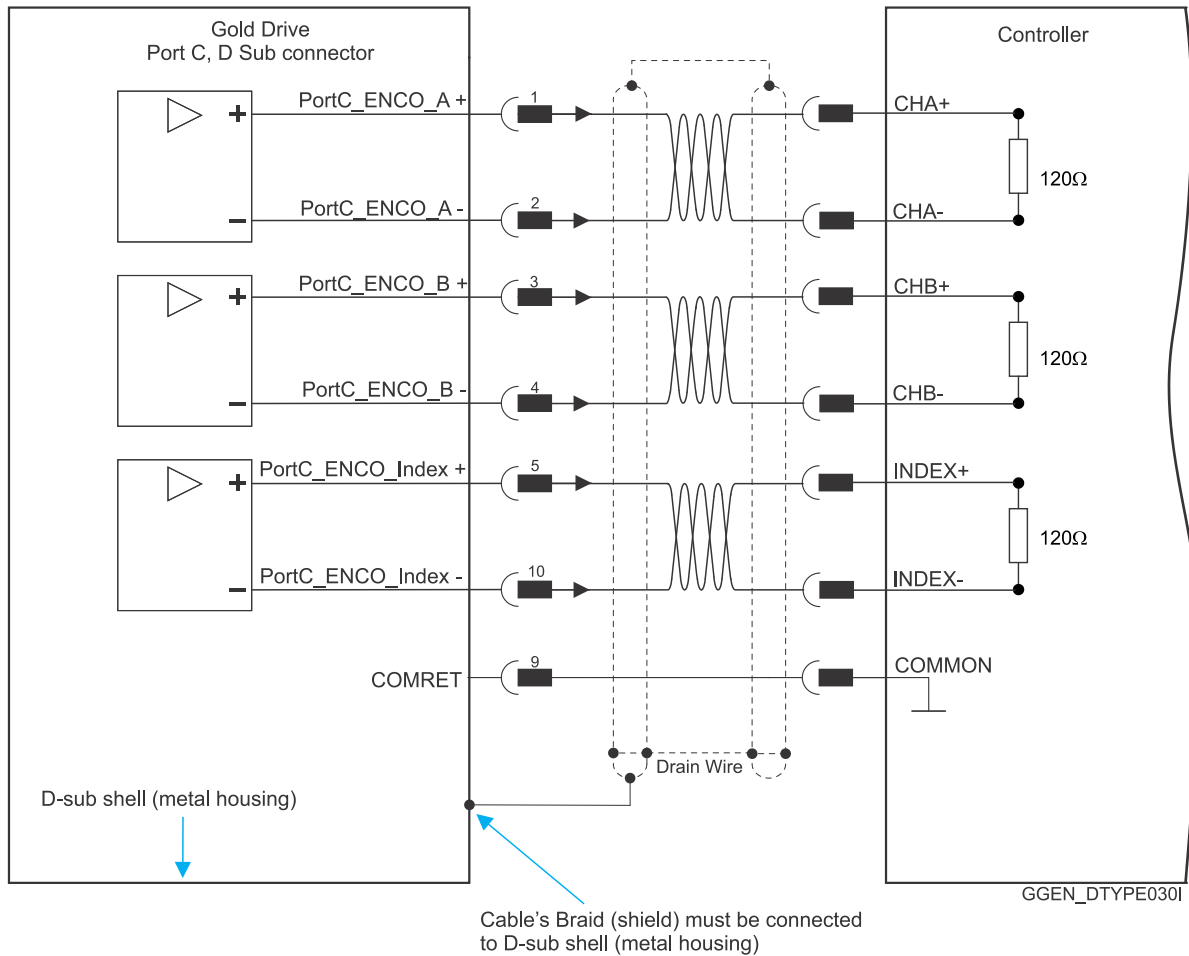 Gold Drive
Port C, D Sub connector
Controller
PortC_ENCO_A +
1
CHA+
120Ω
PortC_ENCO_A -
2
CHA-
PortC_ENCO_B +
3
CHB+
120Ω
PortC_ENCO_B -
4
CHB-
PortC_ENCO_Index +
5
INDEX+
120Ω
PortC_ENCO_Index -
10
INDEX-
COMRET
9
COMMON
Drain Wire
D-sub shell (metal housing)
GGEN_DTYPE030I
Cable's Braid (shield) must be connected
to D-sub shell (metal housing)